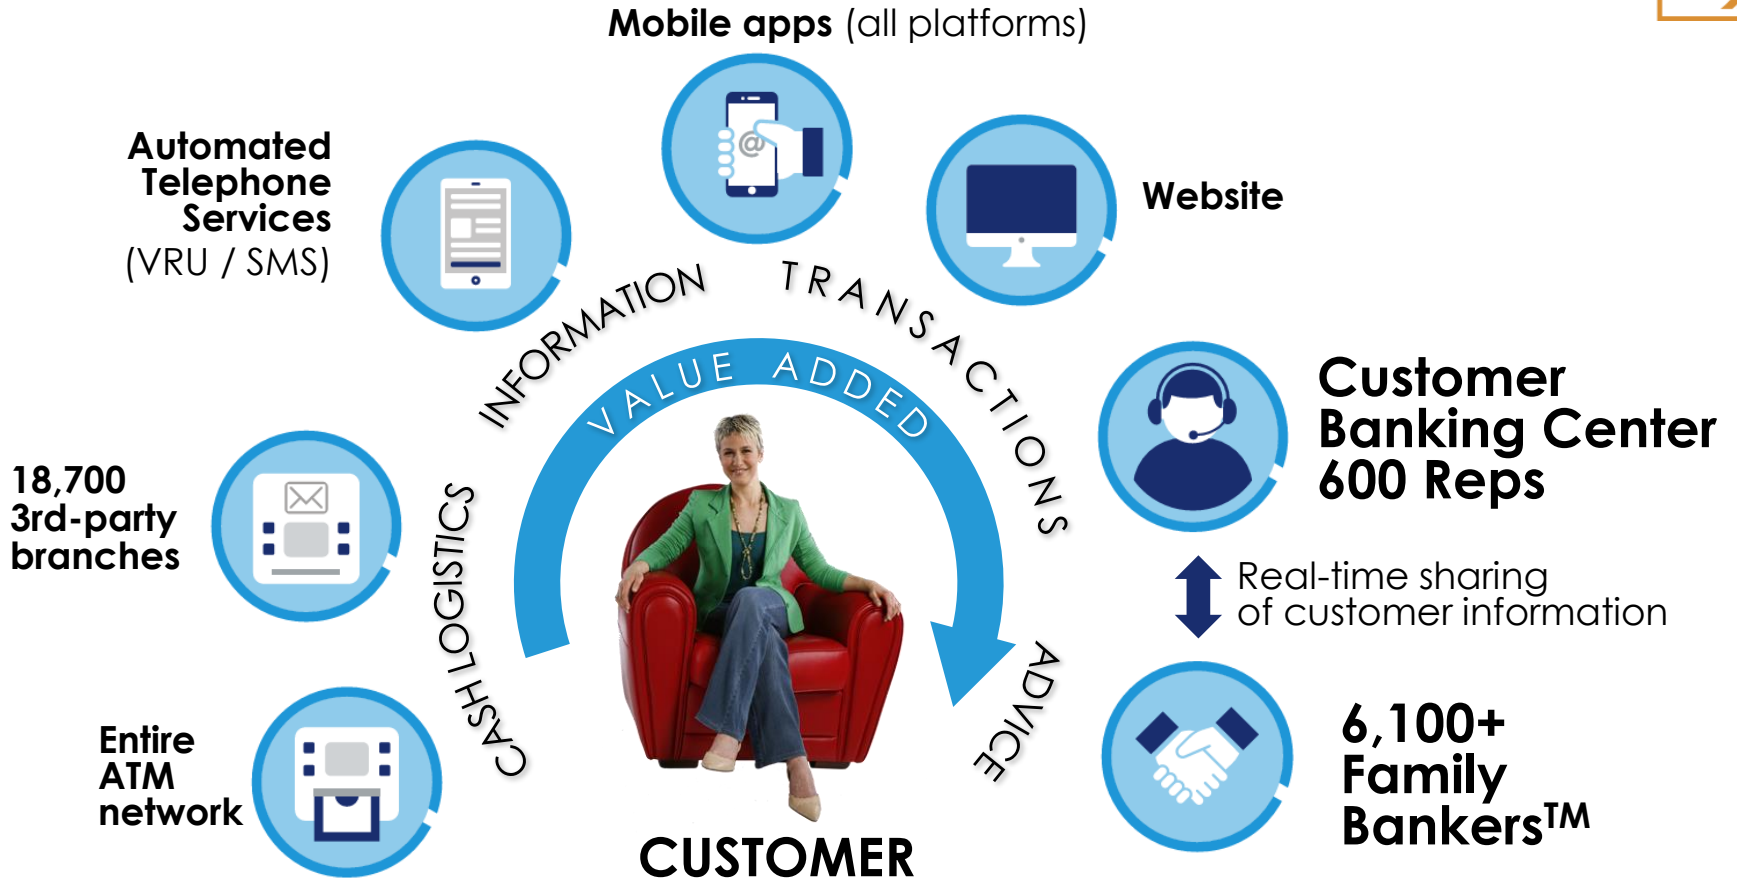 Mobile apps (all platforms)
Automated
Telephone
Services
(VRU / SMS)
Website
INFORMATION
TRANSACTIONS
VALUE ADDED
Customer
Banking Center
600 Reps
18,700
3rd-party
branches
CASH LOGISTICS
Real-time sharing
of customer information
ADVICE
Entire
ATM
network
6,100+
Family
Bankers™
@
CUSTOMER